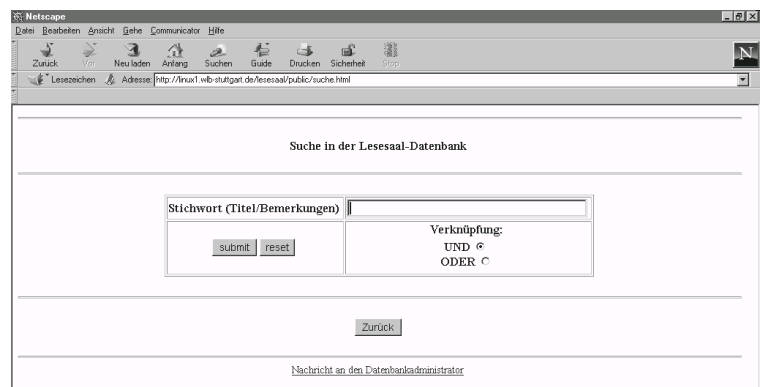 Netscape
Datei Bearbeiten Ansicht Gehe Communicator Hilfe
Zurück Vor Neu laden Anfang Suchen Guide Drucken Sicherheit Stop
N
Lesezeichen Adresse: http://linux1.wlb-stuttgart.de/lesesaal/public/suche.html
Suche in der Lesesaal-Datenbank
Stichwort (Titel/Bemerkungen)
submit reset
Verknüpfung:
UND
ODER
Zurück
Nachricht an den Datenbankadministrator